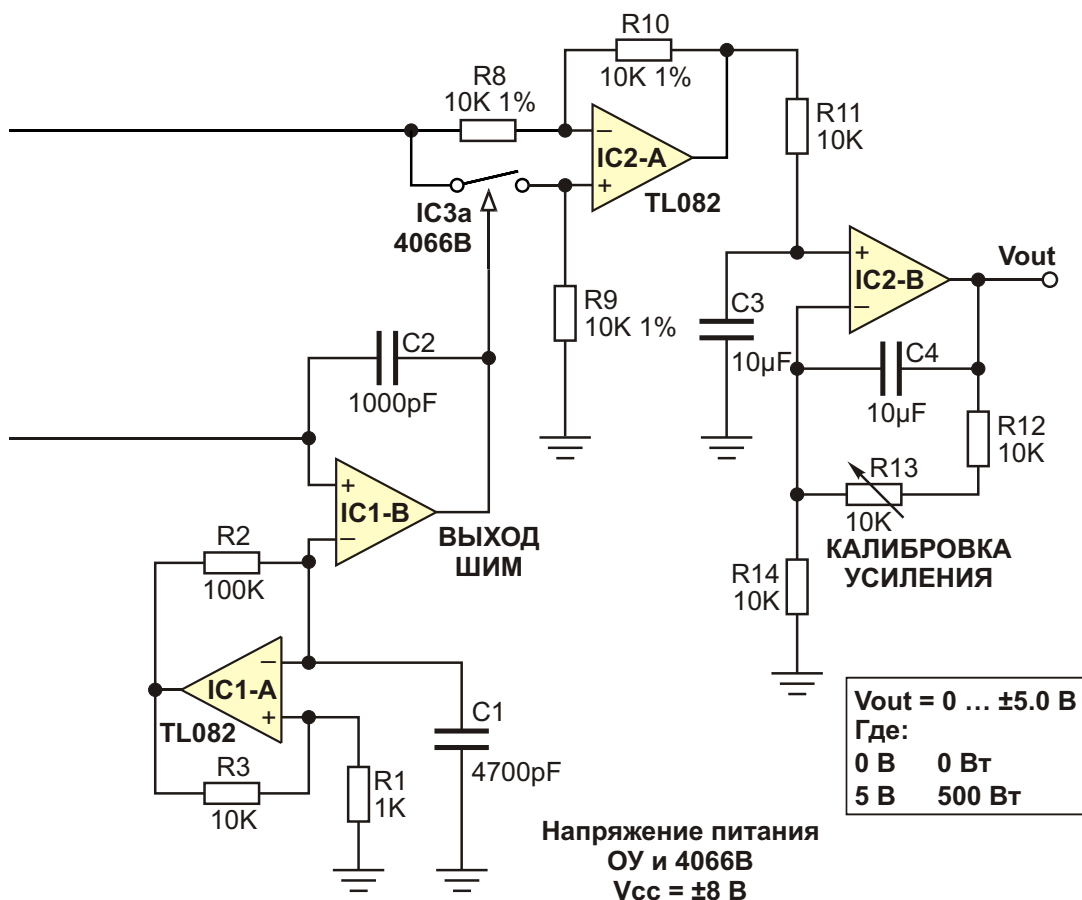 R10
10K 1%
R8
10K 1%
R11
10K
−
IC2-A
+
TL082
IC3a
4066B
+
IC2-B
−
Vout
R9
10K 1%
C3
10µF
C2
1000pF
C4
10µF
R12
10K
R13
10K
КАЛИБРОВКА
УСИЛЕНИЯ
+
IC1-B
−
ВЫХОД
ШИМ
R2
100K
R14
10K
−
IC1-A
+
TL082
C1
4700pF
R3
10K
R1
1K
Vout = 0 ... ±5.0 В
Где:
0 В 0 Вт
5 В 500 Вт
Напряжение питания
ОУ и 4066В
Vcc = ±8 В